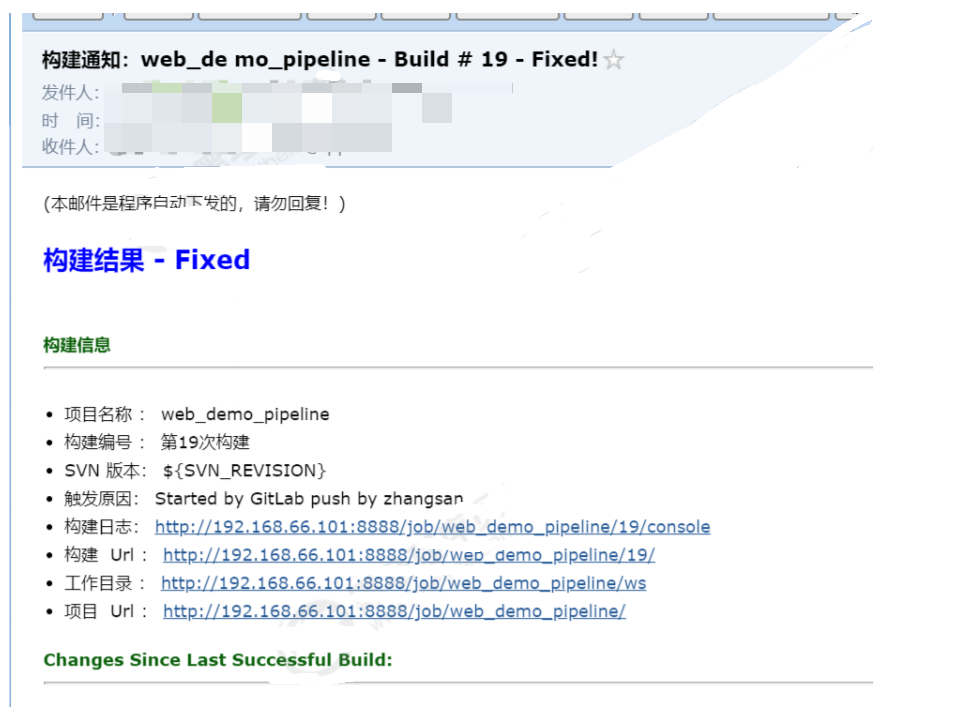 构建通知：web_de mo_pipeline - Build # 19 - Fixed!
发件人：
时 间：
收件人：
(本邮件是程序自动下发的，请勿回复！)
构建结果 - Fixed
构建信息
• 项目名称 ： web_demo_pipeline
• 构建编号 ： 第19次构建
• SVN 版本： ${SVN_REVISION}
• 触发原因： Started by GitLab push by zhangsan
• 构建日志： http://192.168.66.101:8888/job/web_demo_pipeline/19/console
• 构建 Url ： http://192.168.66.101:8888/job/web_demo_pipeline/19/
• 工作目录 ： http://192.168.66.101:8888/job/web_demo_pipeline/ws
• 项目 Url ： http://192.168.66.101:8888/job/web_demo_pipeline/
Changes Since Last Successful Build: